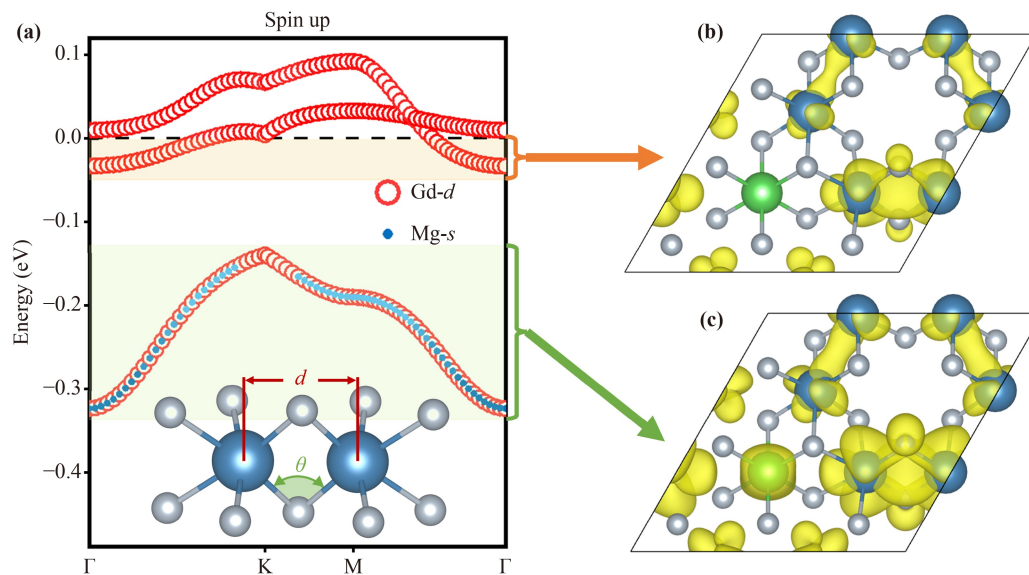 Spin up
(a)
(b)
0.1
0.0
−0.1
−0.2
−0.3
−0.4
Energy (eV)
Gd-d
Mg-s
d
θ
Γ K M Γ
(c)